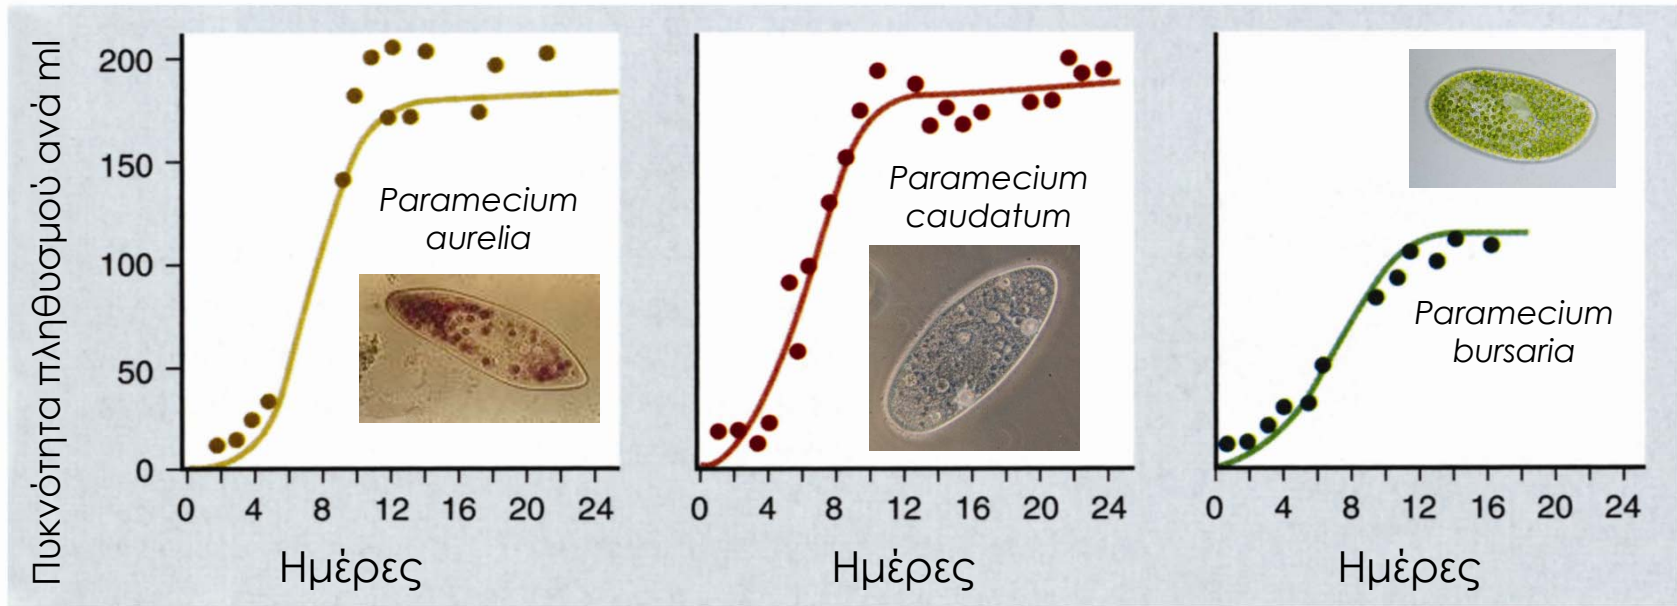 Πυκνότητα πληθυσμού ανά ml
200
150
100
50
0
Paramecium
aurelia
0 4 8 12 16 20 24
Ημέρες
Paramecium
caudatum
0 4 8 12 16 20 24
Ημέρες
Paramecium
bursaria
0 4 8 12 16 20 24
Ημέρες